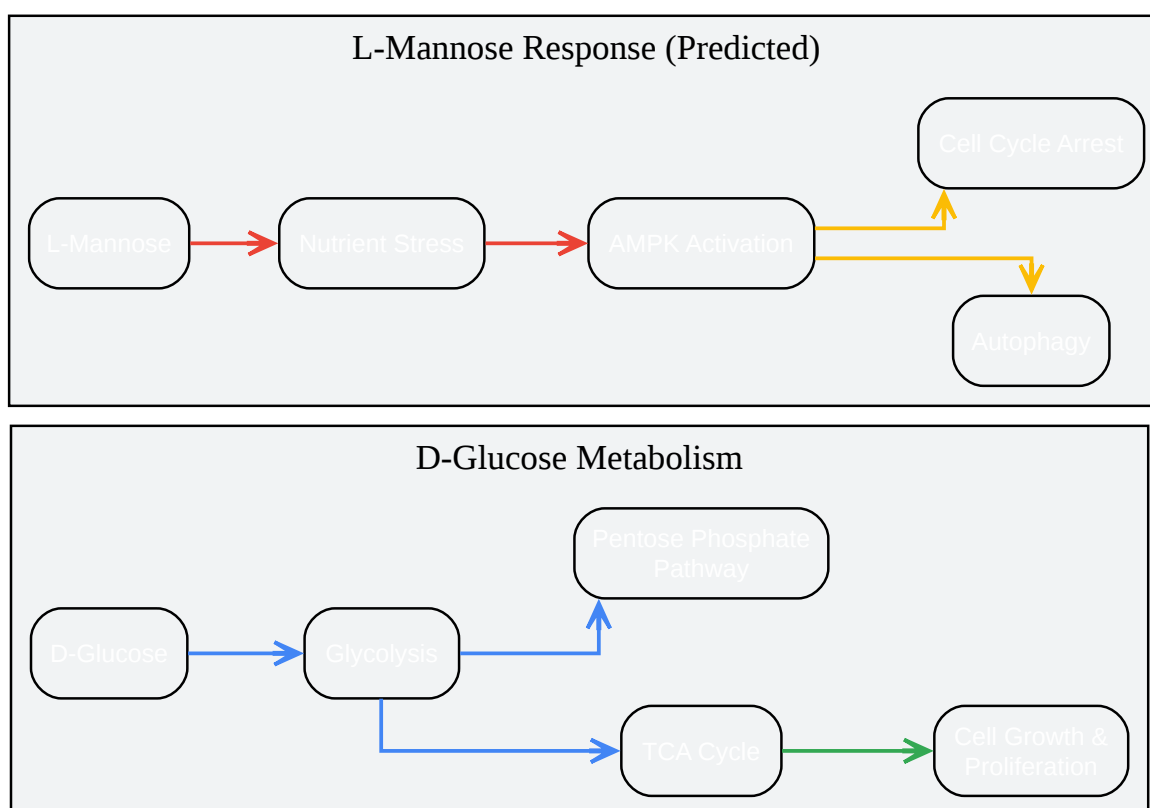 L-Mannose Response (Predicted)
Cell Cycle Arrest
L-Mannose
Nutrient Stress
AMPK Activation
Autophagy
D-Glucose Metabolism
Pentose Phosphate
Pathway
D-Glucose
Glycolysis
TCA Cycle
Cell Growth &
Proliferation